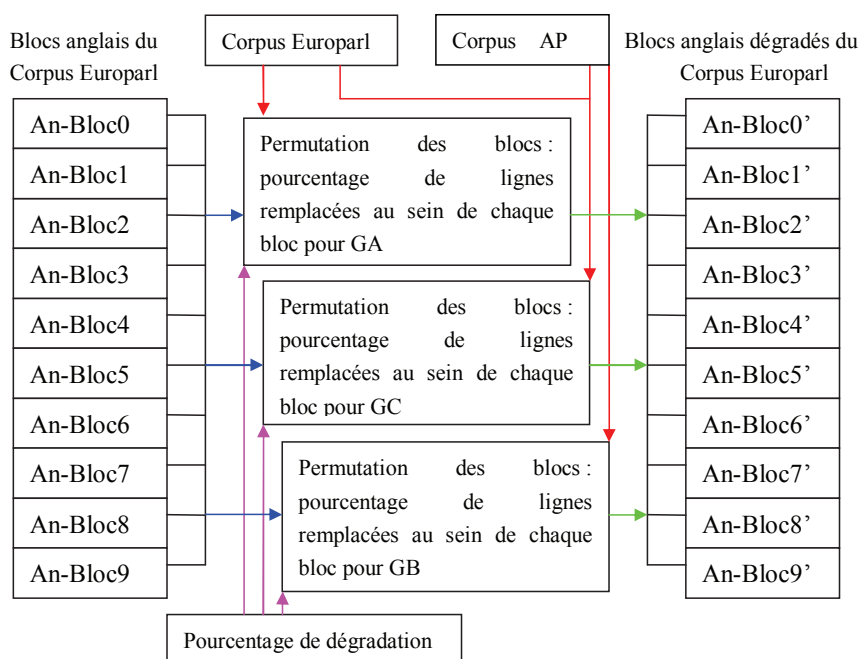 Blocs anglais du
Corpus Europarl
Corpus Europarl
Corpus AP
Blocs anglais dégradés du
Corpus Europarl
An-Bloc0
An-Bloc1
An-Bloc2
An-Bloc3
An-Bloc4
An-Bloc5
An-Bloc6
An-Bloc7
An-Bloc8
An-Bloc9
Permutation des blocs :
pourcentage de lignes
remplacées au sein de chaque
bloc pour GA
Permutation des blocs :
pourcentage de lignes
remplacées au sein de chaque
bloc pour GC
Permutation des blocs :
pourcentage de lignes
remplacées au sein de chaque
bloc pour GB
An-Bloc0’
An-Bloc1’
An-Bloc2’
An-Bloc3’
An-Bloc4’
An-Bloc5’
An-Bloc6’
An-Bloc7’
An-Bloc8’
An-Bloc9’
Pourcentage de dégradation